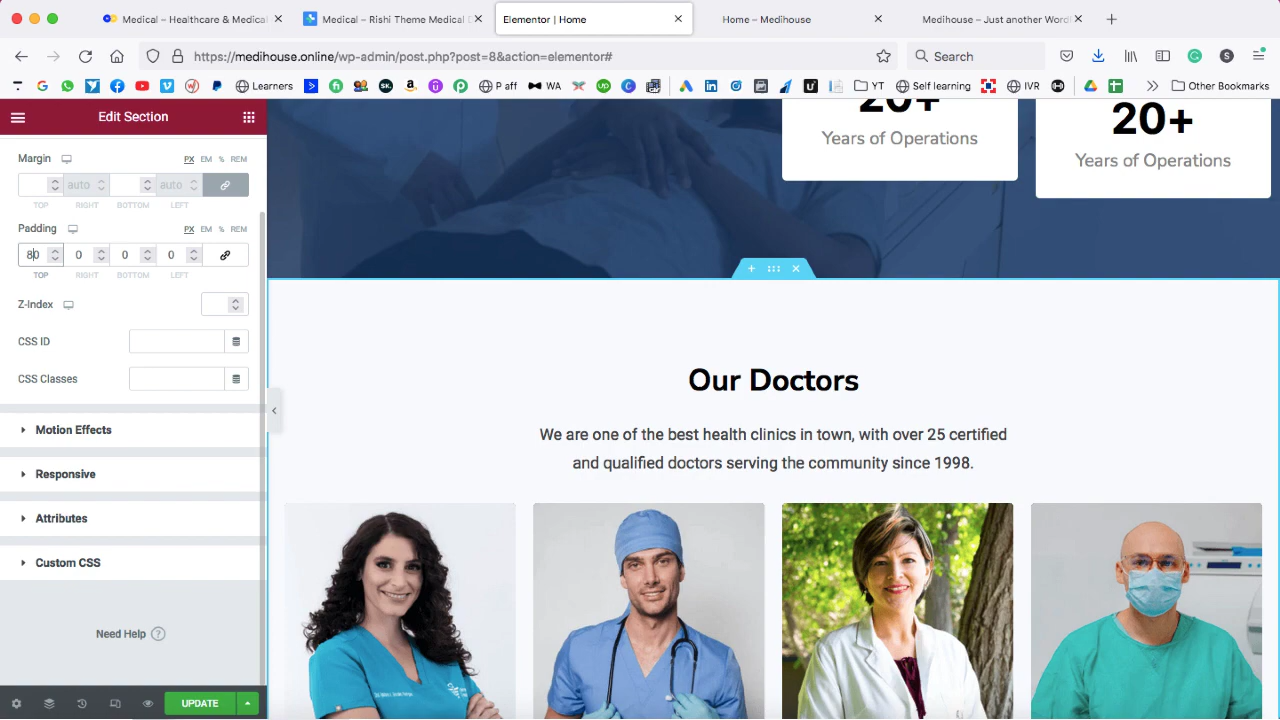 Medical – Healthcare & Medical
Medical – Rishi Theme Medical
Elementor | Home
Home – Medihouse
Medihouse – Just another Word
https://medihouse.online/wp-admin/post.php?post=8&action=elementor#
Search
Learners
P aff
WA
YT
Self learning
IVR
Other Bookmarks
Edit Section
Margin
PX EM % REM
auto auto
TOP RIGHT BOTTOM LEFT
Padding
PX EM % REM
80 0 0 0
TOP RIGHT BOTTOM LEFT
Z-Index
CSS ID
CSS Classes
Motion Effects
Responsive
Attributes
Custom CSS
Need Help ?
UPDATE
20+
Years of Operations
20+
Years of Operations
Our Doctors
We are one of the best health clinics in town, with over 25 certified
and qualified doctors serving the community since 1998.